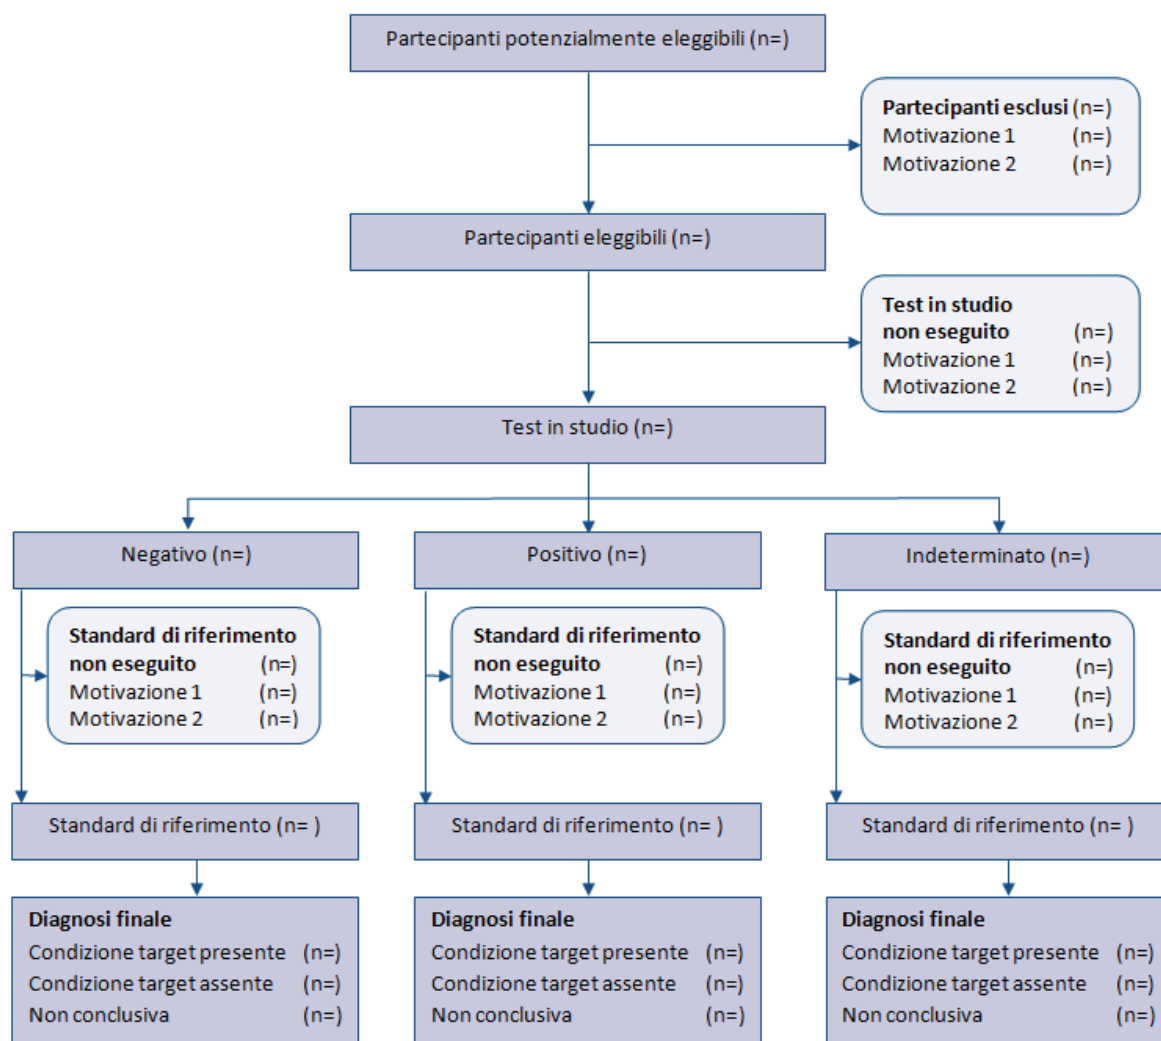 Partecipanti potenzialmente eleggibili (n=)
Partecipanti esclusi (n=)
Motivazione 1 (n=)
Motivazione 2 (n=)
Partecipanti eleggibili (n=)
Test in studio
non eseguito (n=)
Motivazione 1 (n=)
Motivazione 2 (n=)
Test in studio (n=)
Negativo (n=)
Positivo (n=)
Indeterminato (n=)
Standard di riferimento
non eseguito (n=)
Motivazione 1 (n=)
Motivazione 2 (n=)
Standard di riferimento
non eseguito (n=)
Motivazione 1 (n=)
Motivazione 2 (n=)
Standard di riferimento
non eseguito (n=)
Motivazione 1 (n=)
Motivazione 2 (n=)
Standard di riferimento (n= )
Standard di riferimento (n= )
Standard di riferimento (n= )
Diagnosi finale
Condizione target presente (n=)
Condizione target assente (n=)
Non conclusiva (n=)
Diagnosi finale
Condizione target presente (n=)
Condizione target assente (n=)
Non conclusiva (n=)
Diagnosi finale
Condizione target presente (n=)
Condizione target assente (n=)
Non conclusiva (n=)